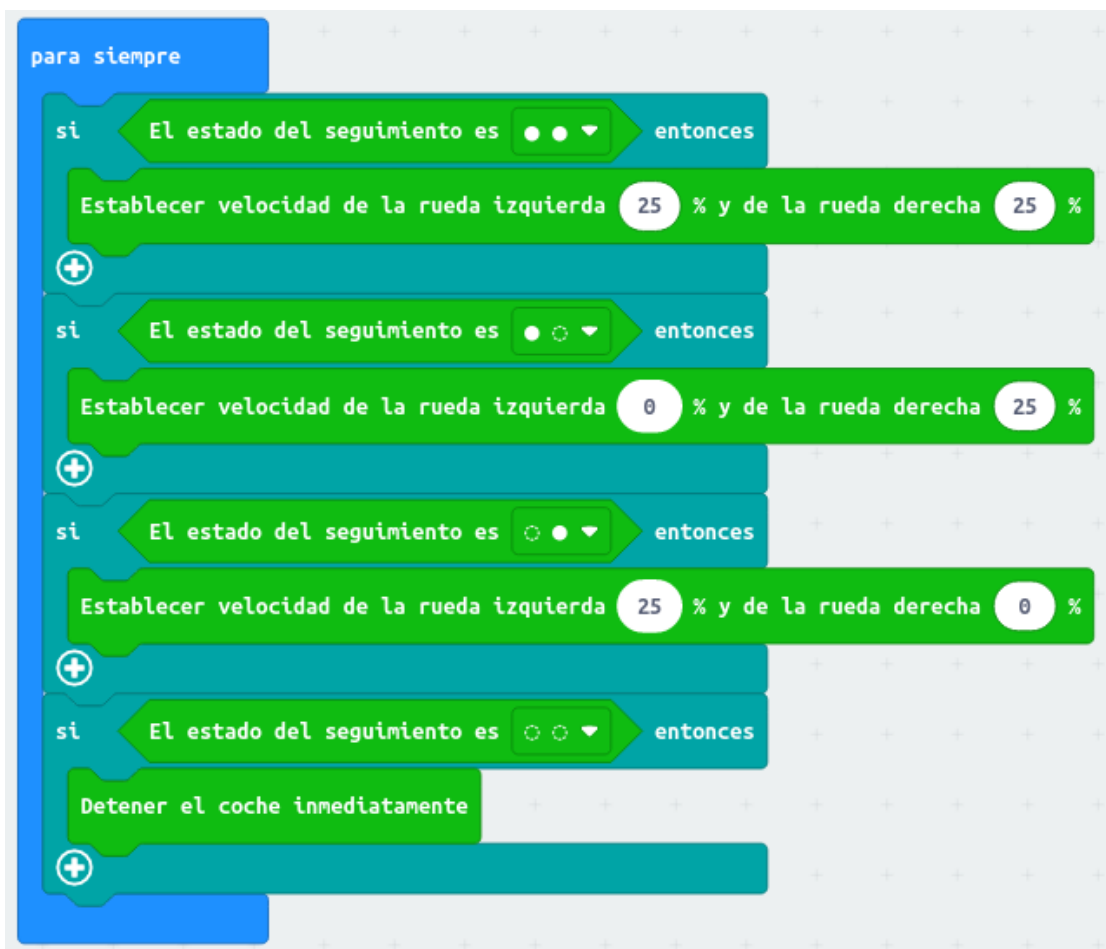 para siempre
si El estado del seguimiento es ● ● entonces
Establecer velocidad de la rueda izquierda 25 % y de la rueda derecha 25 %
si El estado del seguimiento es ● ◌ entonces
Establecer velocidad de la rueda izquierda 0 % y de la rueda derecha 25 %
si El estado del seguimiento es ◌ ● entonces
Establecer velocidad de la rueda izquierda 25 % y de la rueda derecha 0 %
si El estado del seguimiento es ◌ ◌ entonces
Detener el coche inmediatamente